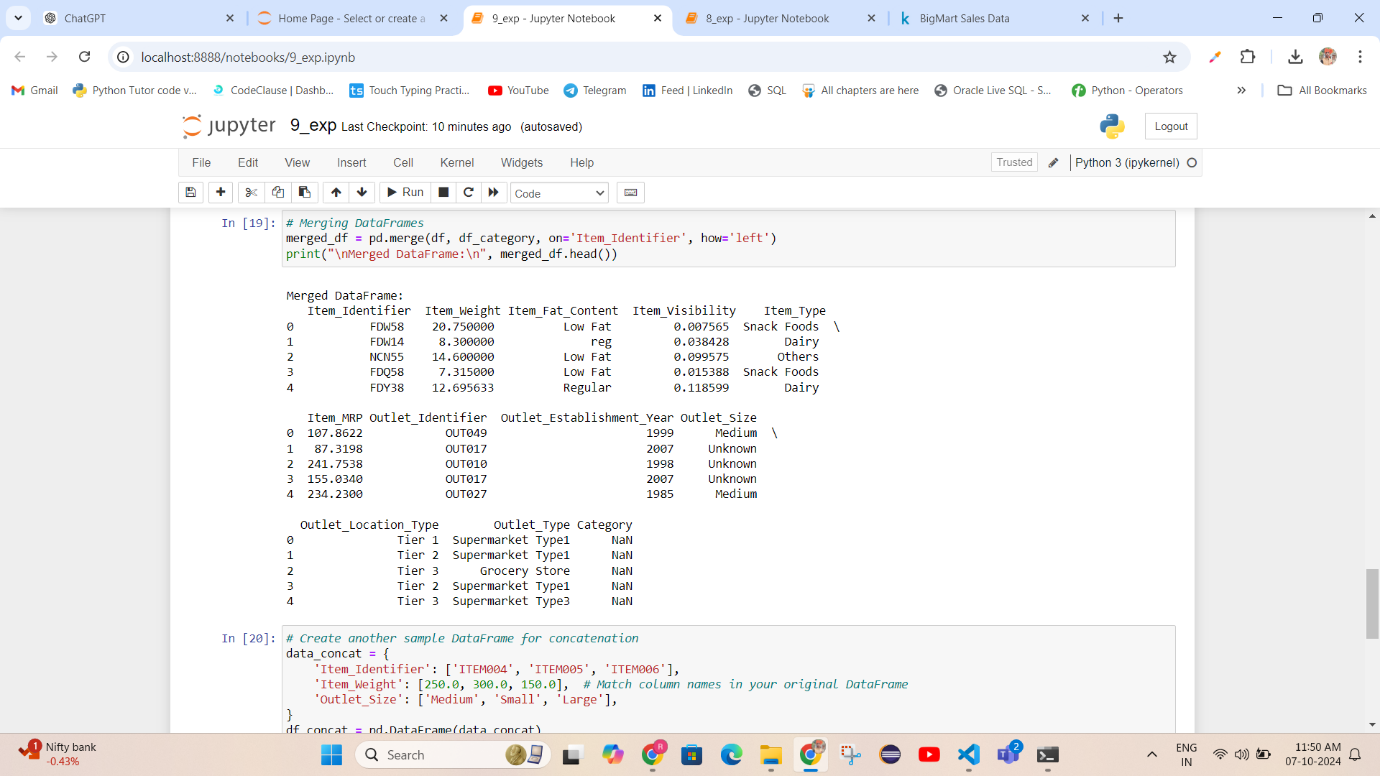 ChatGPT
Home Page - Select or create a
9_exp - Jupyter Notebook
8_exp - Jupyter Notebook
BigMart Sales Data
localhost:8888/notebooks/9_exp.ipynb
Gmail
Python Tutor code v...
CodeClause | Dashb...
Touch Typing Practi...
YouTube
Telegram
Feed | LinkedIn
SQL
All chapters are here
Oracle Live SQL - S...
Python - Operators
»
All Bookmarks
jupyter 9_exp Last Checkpoint: 10 minutes ago (autosaved)
Logout
File Edit View Insert Cell Kernel Widgets Help
Trusted
Python 3 (ipykernel)
Run
Code
In [19]: # Merging DataFrames
merged_df = pd.merge(df, df_category, on='Item_Identifier', how='left')
print("\nMerged DataFrame:\n", merged_df.head())
Merged DataFrame:
Item_Identifier Item_Weight Item_Fat_Content Item_Visibility Item_Type
0 FDW58 20.750000 Low Fat 0.007565 Snack Foods \
1 FDW14 8.300000 reg 0.038428 Dairy
2 NCN55 14.600000 Low Fat 0.099575 Others
3 FDQ58 7.315000 Low Fat 0.015388 Snack Foods
4 FDY38 12.695633 Regular 0.118599 Dairy
Item_MRP Outlet_Identifier Outlet_Establishment_Year Outlet_Size
0 107.8622 OUT049 1999 Medium \
1 87.3198 OUT017 2007 Unknown
2 241.7538 OUT010 1998 Unknown
3 155.0340 OUT017 2007 Unknown
4 234.2300 OUT027 1985 Medium
Outlet_Location_Type Outlet_Type Category
0 Tier 1 Supermarket Type1 NaN
1 Tier 2 Supermarket Type1 NaN
2 Tier 3 Grocery Store NaN
3 Tier 2 Supermarket Type1 NaN
4 Tier 3 Supermarket Type3 NaN
In [20]: # Create another sample DataFrame for concatenation
data_concat = {
'Item_Identifier': ['ITEM004', 'ITEM005', 'ITEM006'],
'Item_Weight': [250.0, 300.0, 150.0], # Match column names in your original DataFrame
'Outlet_Size': ['Medium', 'Small', 'Large'],
}
df_concat = pd.DataFrame(data_concat)
1
Nifty bank
-0.43%
Search
R
2
ENG
IN
11:50 AM
07-10-2024